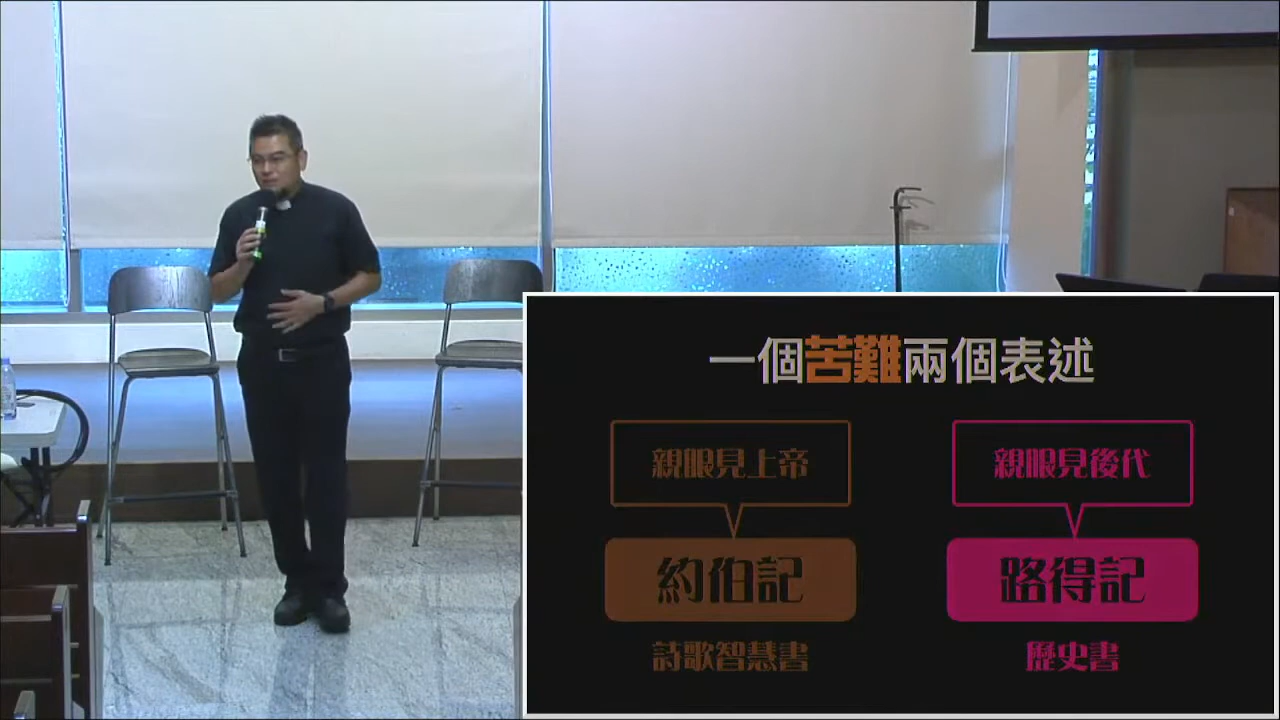 一個苦難兩個表述
親眼見上帝
親眼見後代
約伯記
路得記
詩歌智慧書
歷史書